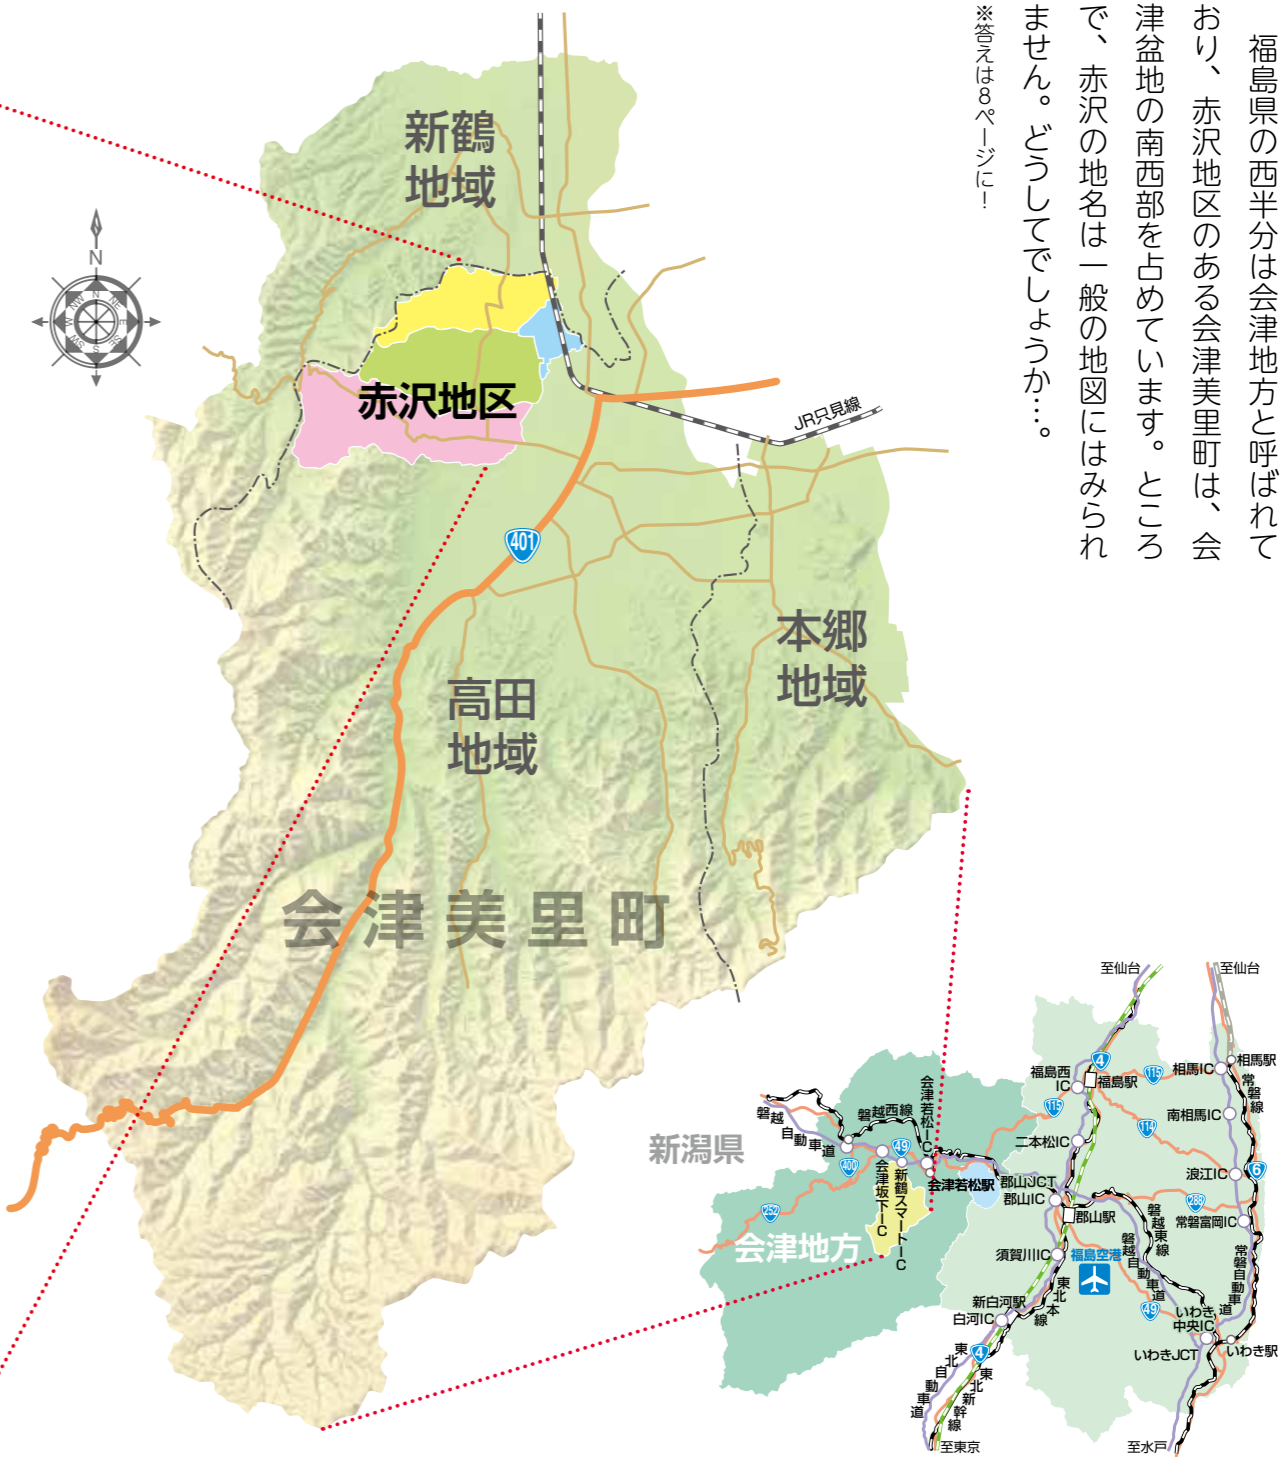 福島県の西半分は会津地方と呼ばれて
おり、赤沢地区のある会津美里町は、会
津盆地の南西部を占めています。ところ
で、赤沢の地名は一般の地図にはみられ
ません。どうしてでしょうか…。
※答えは8ページに！
新鶴
地域
N
N
NE
E
SE
S
SW
W
NW
赤沢地区
JR只見線
401
本郷
地域
高田
地域
会津美里町
至仙台
至仙台
4
福島西
IC
福島駅
115
相馬IC
相馬駅
常磐線
115
114
南相馬IC
二本松IC
浪江IC
6
新潟県
磐越自動車道
磐越西線
会津若松IC
49
400
会津坂下IC
新鶴スマートIC
会津若松駅
郡山JCT
郡山IC
郡山駅
288
常磐富岡IC
252
会津地方
磐越東線
磐越自動車道
須賀川IC
福島空港
常磐自動車道
49
新白河駅
白河IC
東北本線
いわき
中央IC
いわきJCT
いわき駅
4
東北自動車道
東北新幹線
至東京
至水戸